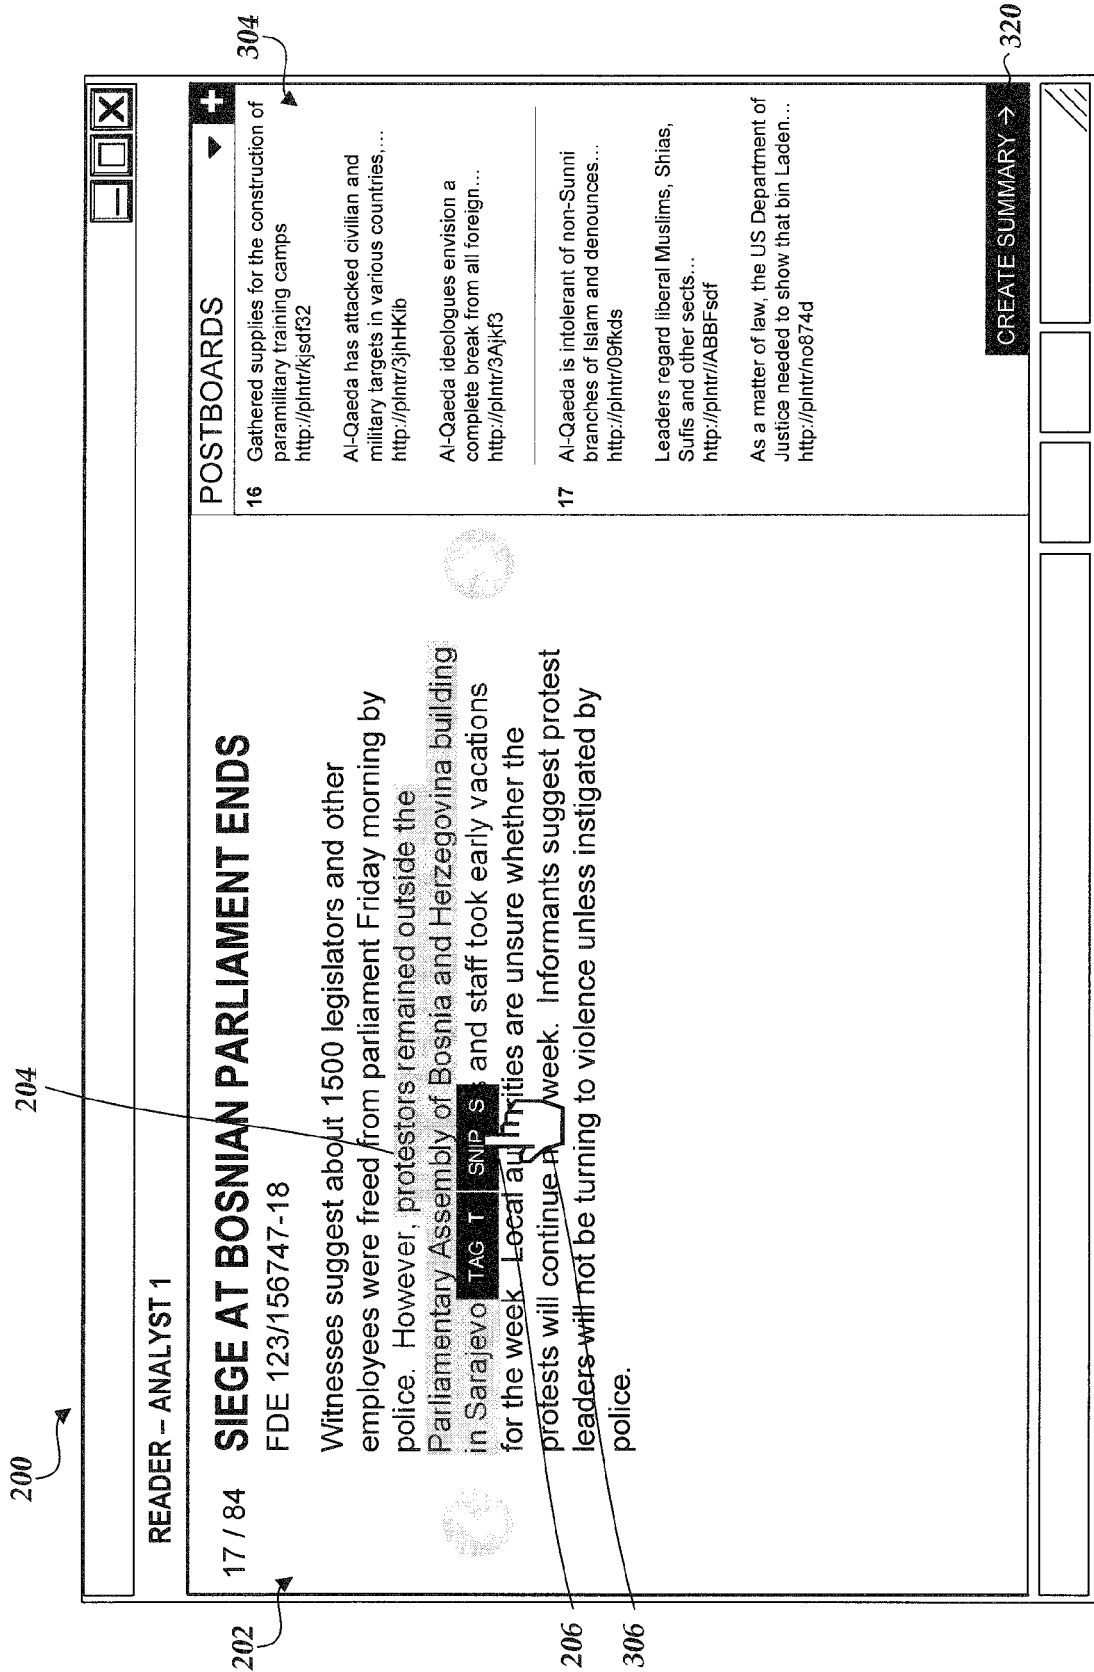 200
204
READER – ANALYST 1
202
17 / 84
SIEGE AT BOSNIAN PARLIAMENT ENDS
FDE 123/156747-18
Witnesses suggest about 1500 legislators and other
employees were freed from parliament Friday morning by
police. However, protestors remained outside the
Parliamentary Assembly of Bosnia and Herzegovina building
in Sarajevo TAG T SNIP S and staff took early vacations
for the week. Local are unsure whether the
protests will continue week. Informants suggest protest
leaders will not be turning to violence unless instigated by
police.
206
306
POSTBOARDS
+
304
16 Gathered supplies for the construction of
paramilitary training camps
http://plntr/kjsdf32
Al-Qaeda has attacked civilian and
military targets in various countries,...
http://plntr/3jhHKib
Al-Qaeda ideologues envision a
complete break from all foreign...
http://plntr/3Ajkf3
17 Al-Qaeda is intolerant of non-Sunni
branches of Islam and denounces...
http://plntr/09fkds
Leaders regard liberal Muslims, Shias,
Sufis and other sects...
http://plntr//ABBFsdf
As a matter of law, the US Department of
Justice needed to show that bin Laden...
http://plntr/no874d
CREATE SUMMARY →
320